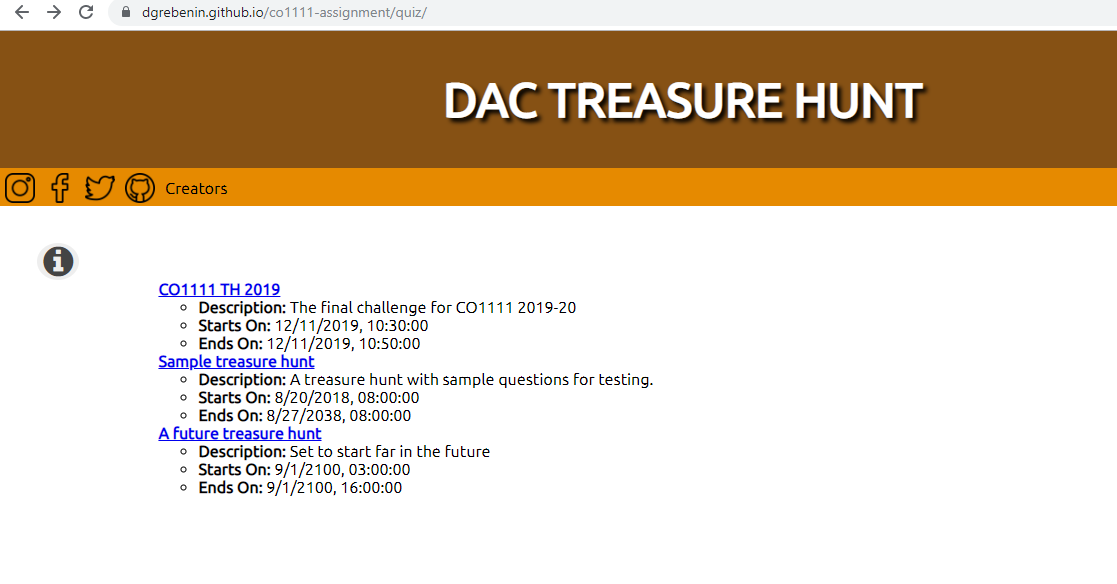 dgrebenin.github.io/co1111-assignment/quiz/
DAC TREASURE HUNT
Creators
CO1111 TH 2019
Description: The final challenge for CO1111 2019-20
Starts On: 12/11/2019, 10:30:00
Ends On: 12/11/2019, 10:50:00
Sample treasure hunt
Description: A treasure hunt with sample questions for testing.
Starts On: 8/20/2018, 08:00:00
Ends On: 8/27/2038, 08:00:00
A future treasure hunt
Description: Set to start far in the future
Starts On: 9/1/2100, 03:00:00
Ends On: 9/1/2100, 16:00:00